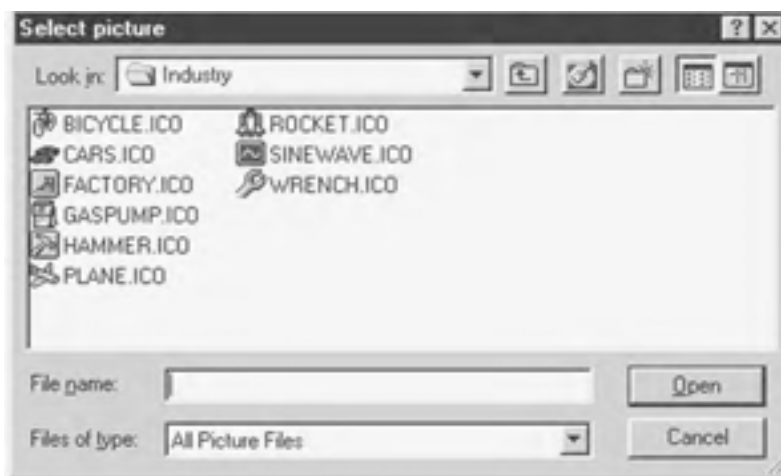 Select picture
Look in: Industry
BICYCLE.ICO
CARS.ICO
FACTORY.ICO
GASPUMP.ICO
HAMMER.ICO
PLANE.ICO
ROCKET.ICO
SINEWAVE.ICO
WRENCH.ICO
File name:
Open
Files of type: All Picture Files
Cancel